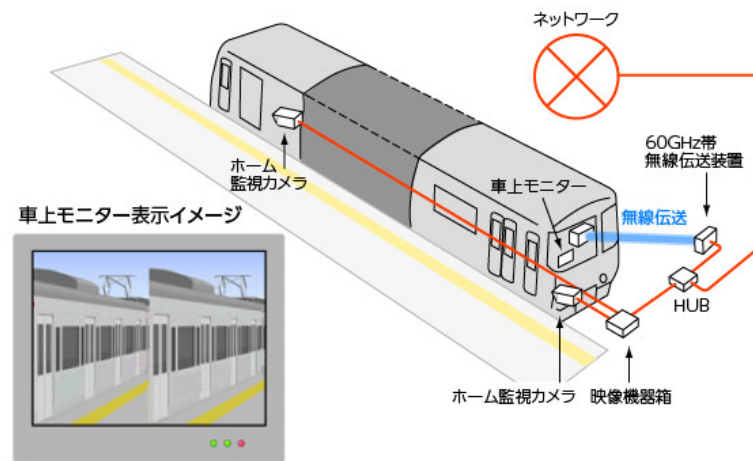 ネットワーク
60GHz帯
無線伝送装置
ホーム
監視カメラ
車上モニター
無線伝送
車上モニター表示イメージ
HUB
ホーム監視カメラ
映像機器箱